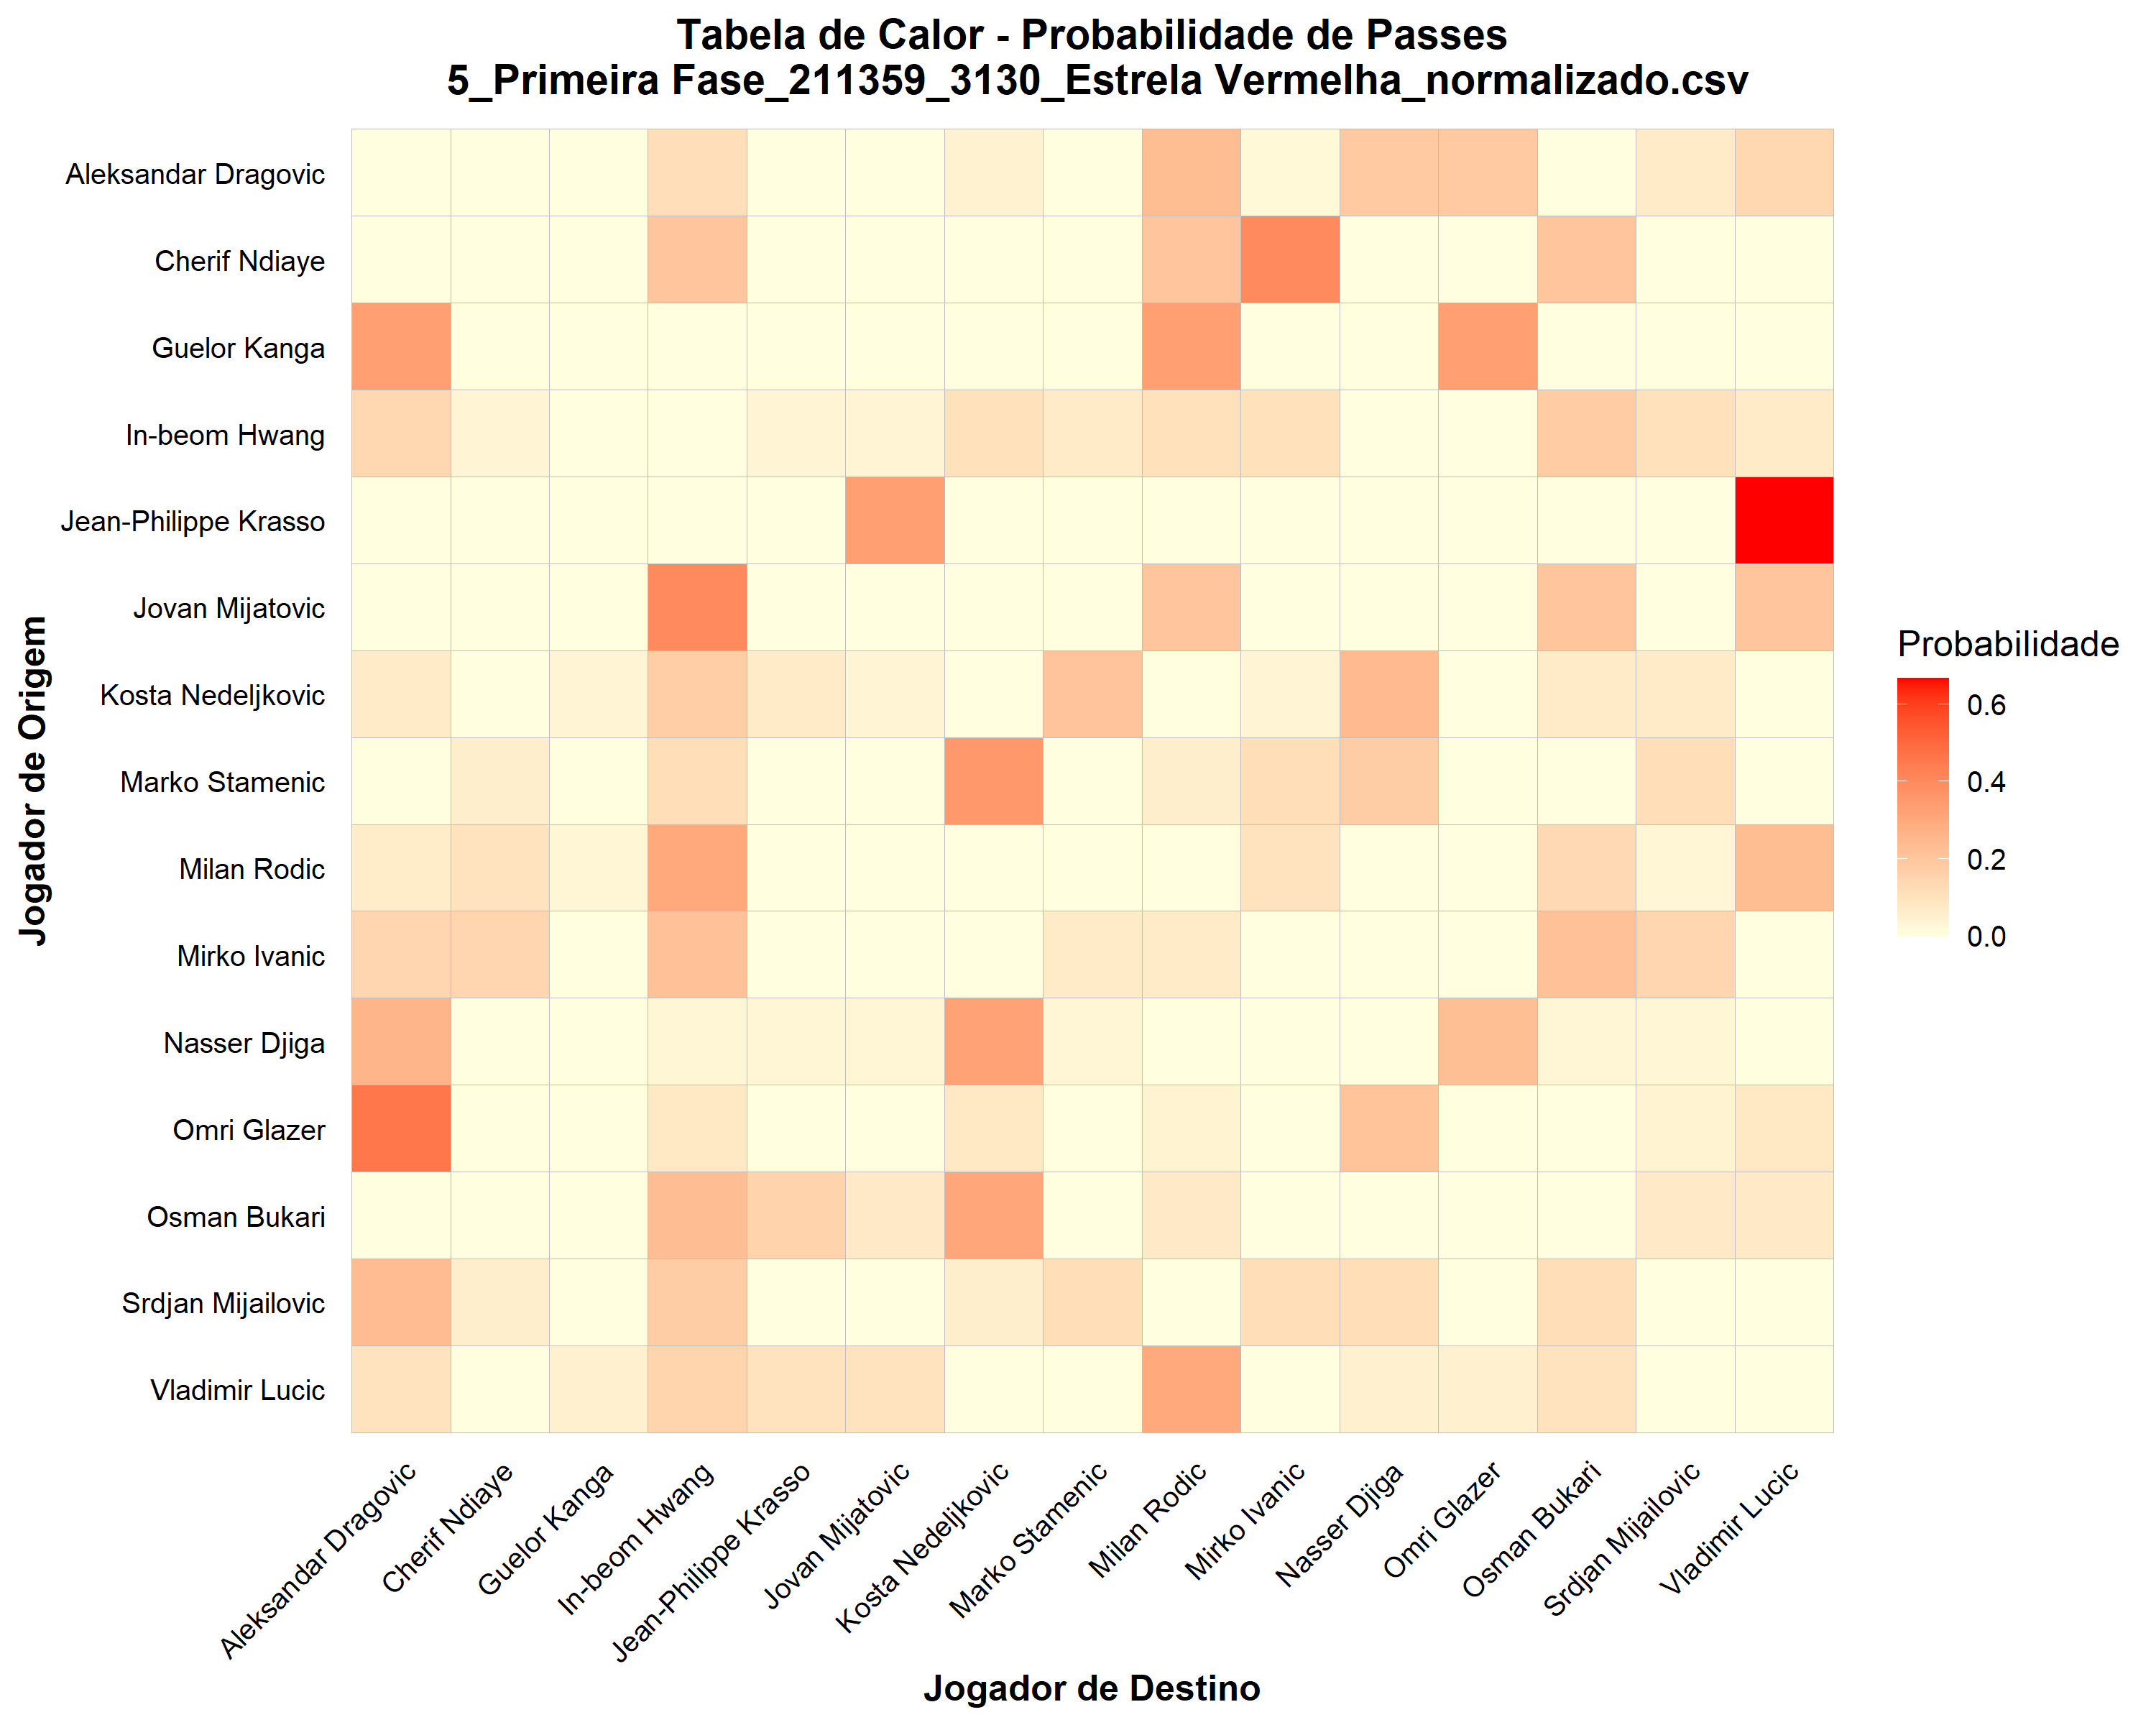 Tabela de Calor - Probabilidade de Passes
5_Primeira Fase_211359_3130_Estrela Vermelha_normalizado.csv
Jogador de Origem
Aleksandar Dragovic
Cherif Ndiaye
Guelor Kanga
In-beom Hwang
Jean-Philippe Krasso
Jovan Mijatovic
Kosta Nedeljkovic
Marko Stamenic
Milan Rodic
Mirko Ivanic
Nasser Djiga
Omri Glazer
Osman Bukari
Srdjan Mijailovic
Vladimir Lucic
Aleksandar Dragovic
Cherif Ndiaye
Guelor Kanga
In-beom Hwang
Jean-Philippe Krasso
Jovan Mijatovic
Kosta Nedeljkovic
Marko Stamenic
Milan Rodic
Mirko Ivanic
Nasser Djiga
Omri Glazer
Osman Bukari
Srdjan Mijailovic
Vladimir Lucic
Jogador de Destino
Probabilidade
0.6
0.4
0.2
0.0